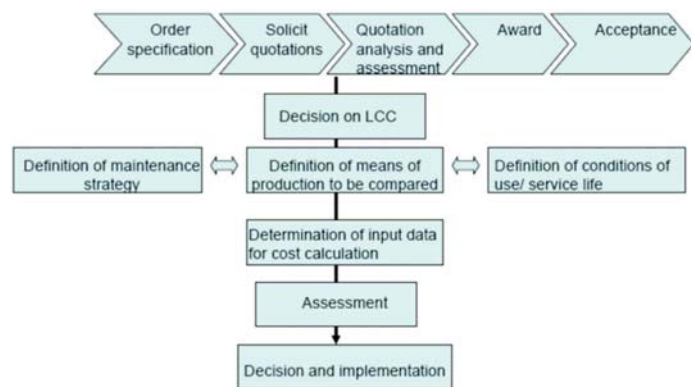 Order
specification
Solicit
quotations
Quotation
analysis and
assessment
Award
Acceptance
Decision on LCC
Definition of maintenance
strategy
Definition of means of
production to be compared
Definition of conditions of
use/ service life
Determination of input data
for cost calculation
Assessment
Decision and implementation